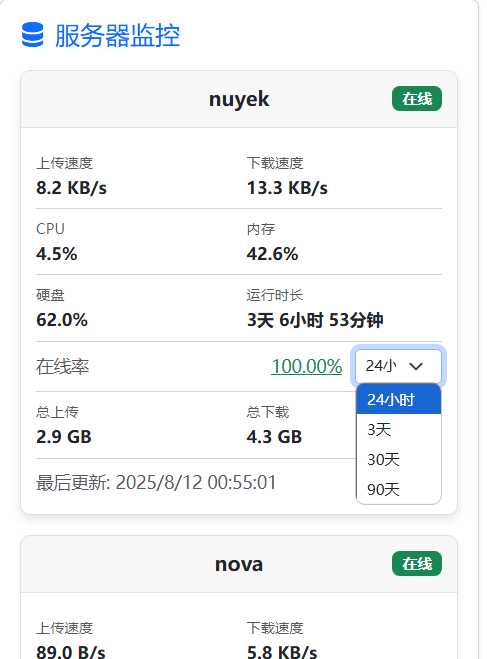 服务器监控
nuyek 在线
上传速度 下载速度
8.2 KB/s 13.3 KB/s
CPU 内存
4.5% 42.6%
硬盘 运行时长
62.0% 3天 6小时 53分钟
在线率 100.00% 24小
24小时
3天
30天
90天
总上传 总下载
2.9 GB 4.3 GB
最后更新: 2025/8/12 00:55:01
nova 在线
上传速度 下载速度
89.0 B/s 5.8 KB/s